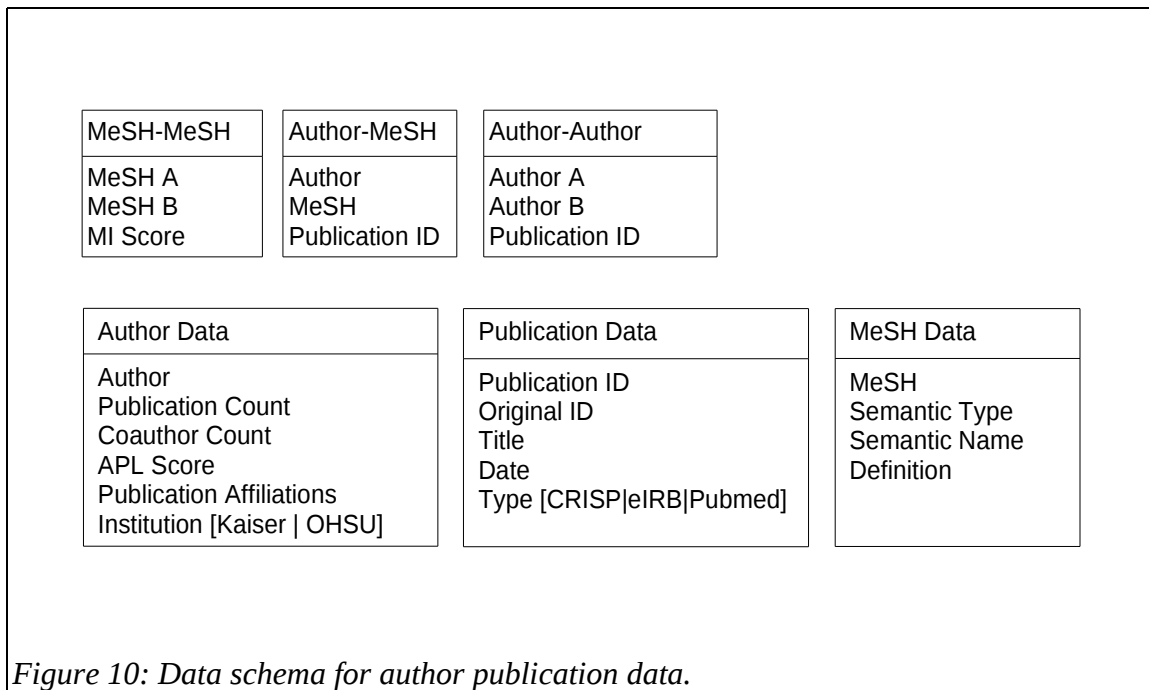 MeSH-MeSH
MeSH A
MeSH B
MI Score
Author-MeSH
Author
MeSH
Publication ID
Author-Author
Author A
Author B
Publication ID
Author Data
Author
Publication Count
Coauthor Count
APL Score
Publication Affiliations
Institution [Kaiser | OHSU]
Publication Data
Publication ID
Original ID
Title
Date
Type [CRISP|eIRB|Pubmed]
MeSH Data
MeSH
Semantic Type
Semantic Name
Definition
Figure 10: Data schema for author publication data.